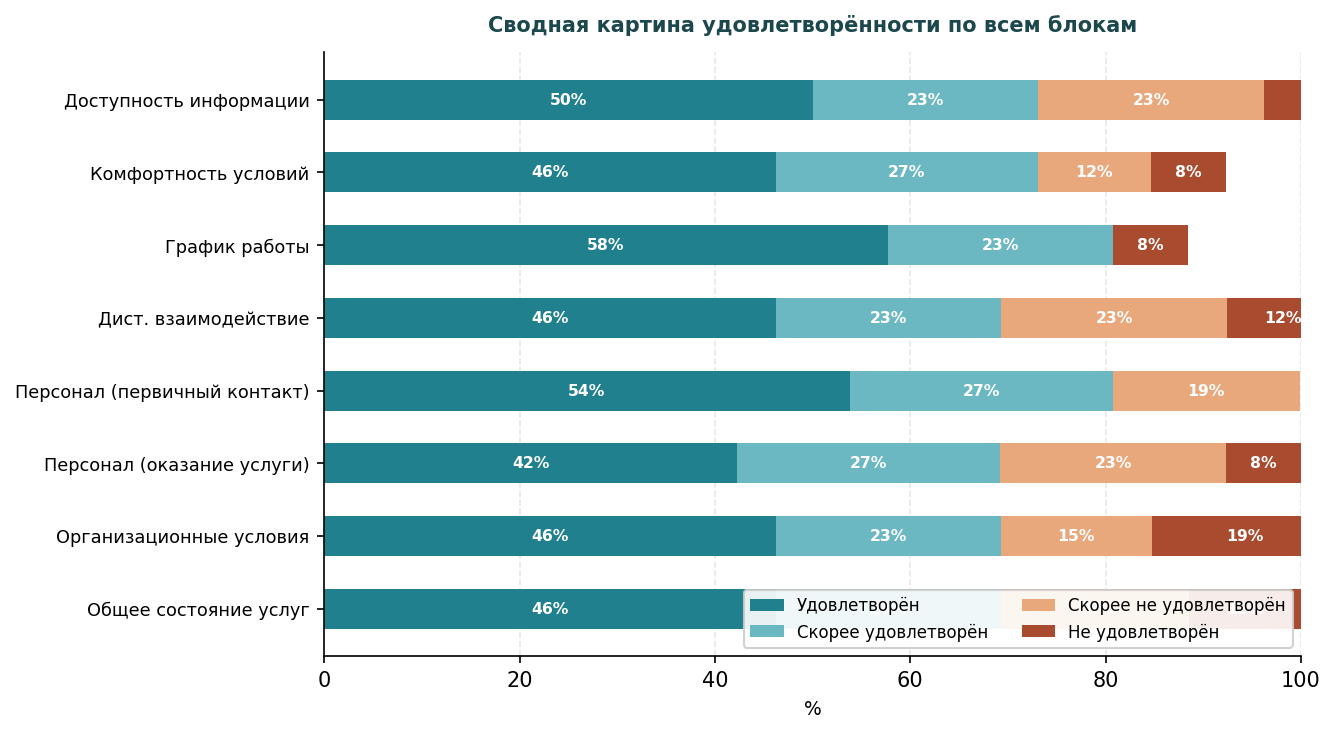 Сводная картина удовлетворённости по всем блокам
Доступность информации 50% 23% 23%
Комфортность условий 46% 27% 12% 8%
График работы 58% 23% 8%
Дист. взаимодействие 46% 23% 23% 12%
Персонал (первичный контакт) 54% 27% 19%
Персонал (оказание услуги) 42% 27% 23% 8%
Организационные условия 46% 23% 15% 19%
Общее состояние услуг 46%
Удовлетворён Скорее не удовлетворён
Скорее удовлетворён Не удовлетворён
0 20 40 60 80 100
%